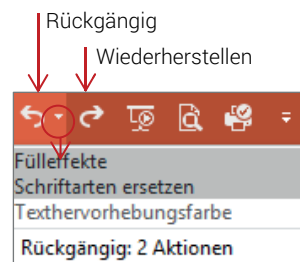 Rückgängig
Wiederherstellen
Fülleffekte
Schriftarten ersetzen
Texthervorhebungsfarbe
Rückgängig: 2 Aktionen